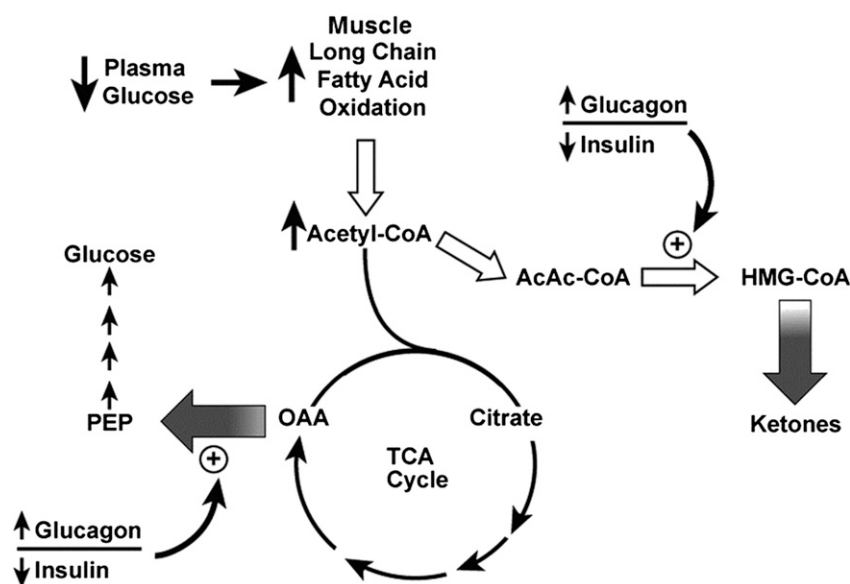 Muscle
Long Chain
Fatty Acid
Oxidation
Plasma
Glucose
Glucagon
Insulin
Acetyl-CoA
Glucose
AcAc-CoA
HMG-CoA
PEP
OAA
Citrate
Ketones
TCA
Cycle
Glucagon
Insulin